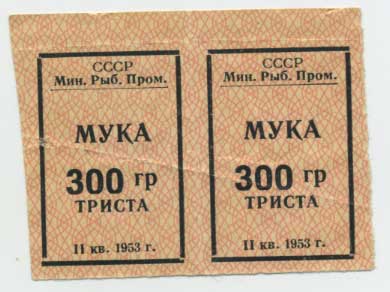 СССР
Мин. Рыб. Пром.
МУКА
300 гр
ТРИСТА
II кв. 1953 г.
СССР
Мин. Рыб. Пром.
МУКА
300 гр
ТРИСТА
II кв. 1953 г.